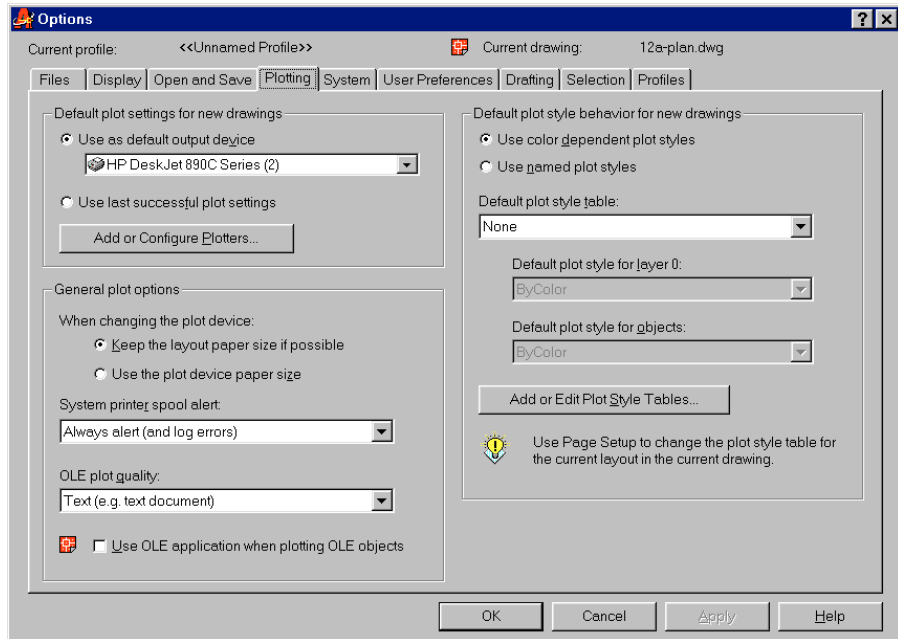 Options
Current profile: <<Unnamed Profile>> Current drawing: 12a-plan.dwg
Files Display Open and Save Plotting System User Preferences Drafting Selection Profiles
Default plot settings for new drawings
Use as default output device
HP DeskJet 890C Series (2)
Use last successful plot settings
Add or Configure Plotters...
General plot options
When changing the plot device:
Keep the layout paper size if possible
Use the plot device paper size
System printer spool alert:
Always alert (and log errors)
OLE plot quality:
Text (e.g. text document)
Use OLE application when plotting OLE objects
Default plot style behavior for new drawings
Use color dependent plot styles
Use named plot styles
Default plot style table:
None
Default plot style for layer 0:
ByColor
Default plot style for objects:
ByColor
Add or Edit Plot Style Tables...
Use Page Setup to change the plot style table for
the current layout in the current drawing.
OK Cancel Apply Help